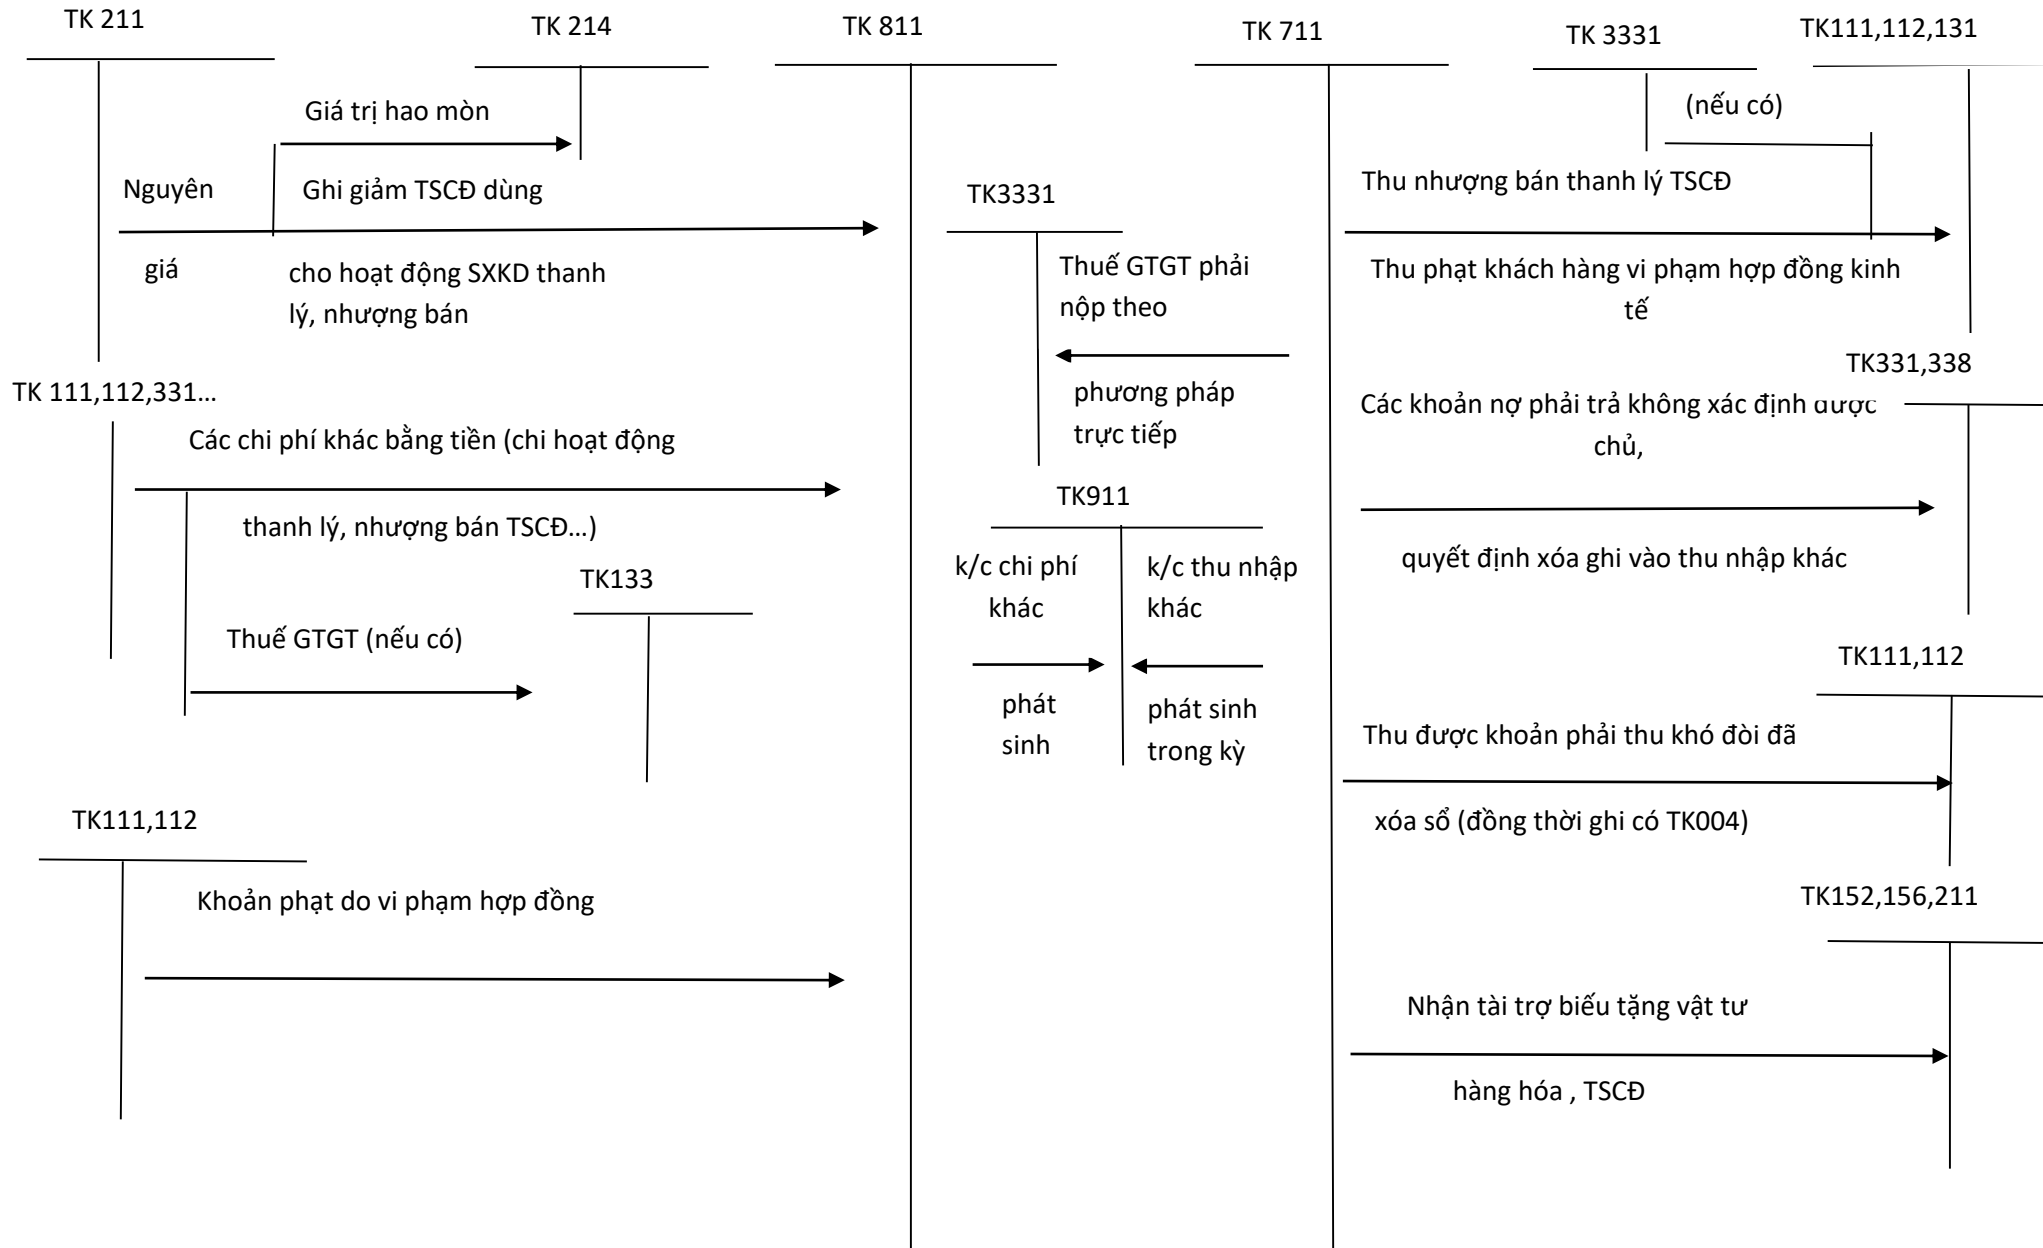 TK 211
TK 214
TK 811
TK 711
TK 3331
TK111,112,131
Giá trị hao mòn
(nếu có)
Nguyên
Ghi giảm TSCĐ dùng
TK3331
Thu nhượng bán thanh lý TSCĐ
giá
cho hoạt động SXKD thanh
lý, nhượng bán
Thuế GTGT phải
nộp theo
Thu phạt khách hàng vi phạm hợp đồng kinh
tế
TK331,338
TK 111,112,331...
phương pháp
trực tiếp
Các khoản nợ phải trả không xác định được
chủ,
Các chi phí khác bằng tiền (chi hoạt động
TK911
thanh lý, nhượng bán TSCĐ...)
k/c chi phí
khác
k/c thu nhập
khác
quyết định xóa ghi vào thu nhập khác
TK133
Thuế GTGT (nếu có)
TK111,112
phát
sinh
phát sinh
trong kỳ
Thu được khoản phải thu khó đòi đã
TK111,112
xóa sổ (đồng thời ghi có TK004)
Khoản phạt do vi phạm hợp đồng
TK152,156,211
Nhận tài trợ biếu tặng vật tư
hàng hóa , TSCĐ